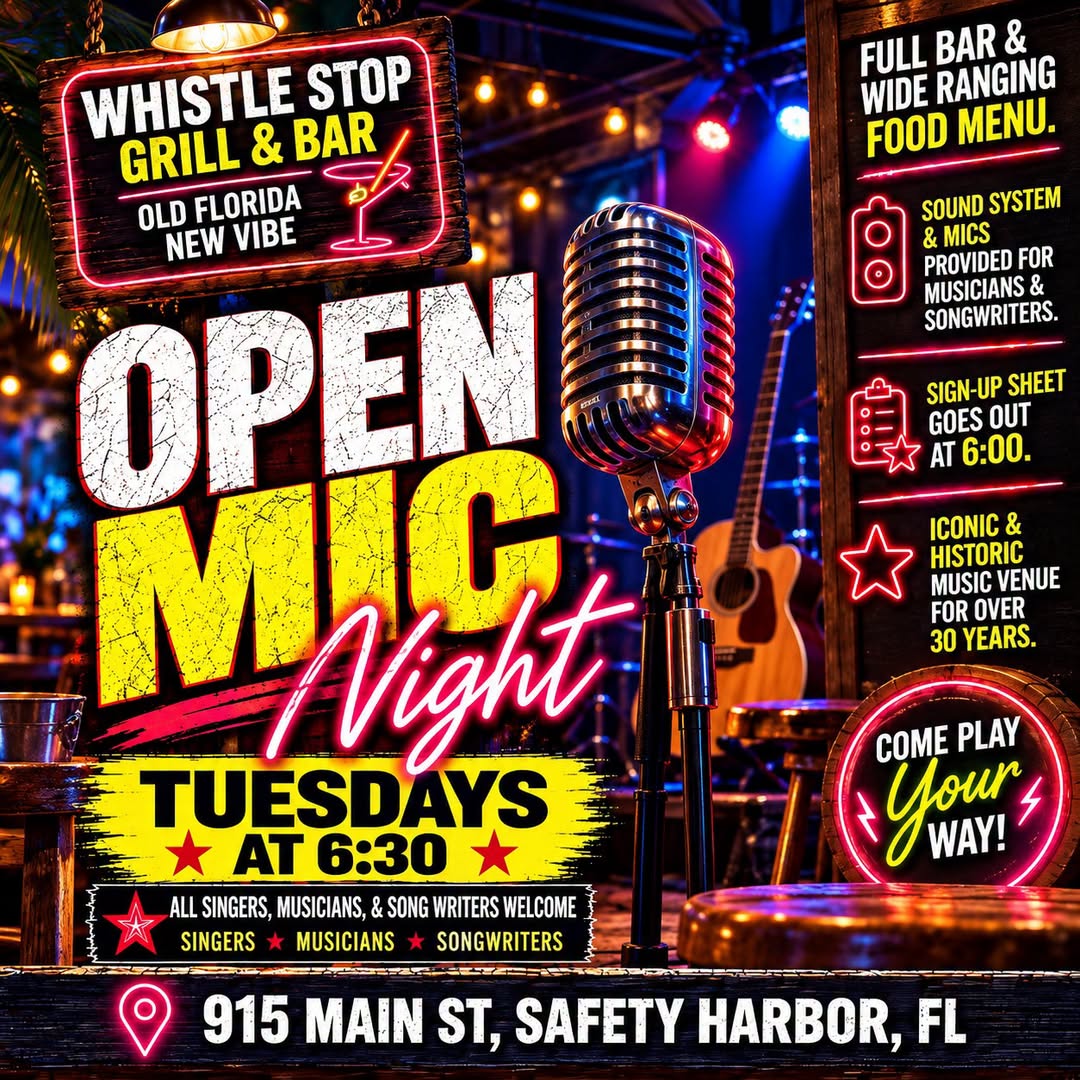 WHISTLE STOP
GRILL & BAR
OLD FLORIDA
NEW VIBE
OPEN
MIC
Night
TUESDAYS
AT 6:30
ALL SINGERS, MUSICIANS, & SONG WRITERS WELCOME
SINGERS ★ MUSICIANS ★ SONGWRITERS
FULL BAR &
WIDE RANGING
FOOD MENU.
SOUND SYSTEM
& MICS
PROVIDED FOR
MUSICIANS &
SONGWRITERS.
SIGN-UP SHEET
GOES OUT
AT 6:00.
ICONIC &
HISTORIC
MUSIC VENUE
FOR OVER
30 YEARS.
COME PLAY
Your
WAY!
915 MAIN ST, SAFETY HARBOR, FL